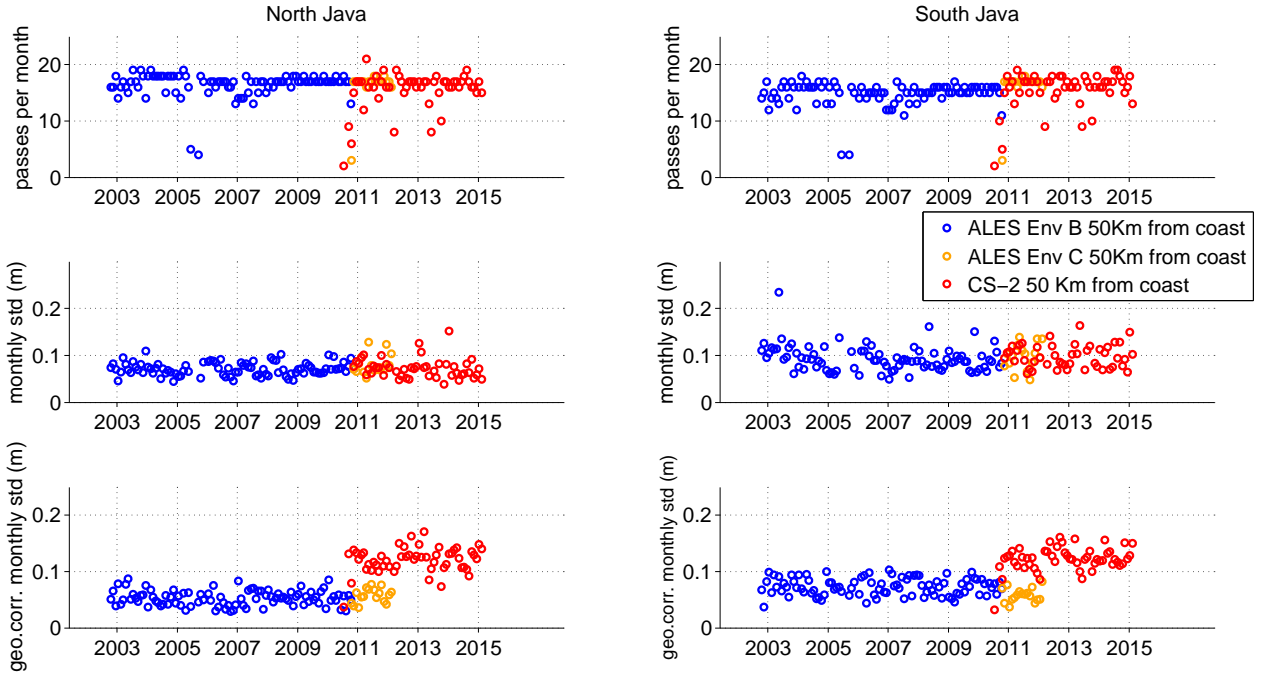 North Java
South Java
passes per month
20
10
0
2003 2005 2007 2009 2011 2013 2015
passes per month
20
10
0
2003 2005 2007 2009 2011 2013 2015
ALES Env B 50Km from coast
ALES Env C 50Km from coast
CS−2 50 Km from coast
monthly std (m)
0.2
0.1
0
2003 2005 2007 2009 2011 2013 2015
monthly std (m)
0.2
0.1
0
2003 2005 2007 2009 2011 2013 2015
geo.corr. monthly std (m)
0.2
0.1
0
2003 2005 2007 2009 2011 2013 2015
geo.corr. monthly std (m)
0.2
0.1
0
2003 2005 2007 2009 2011 2013 2015